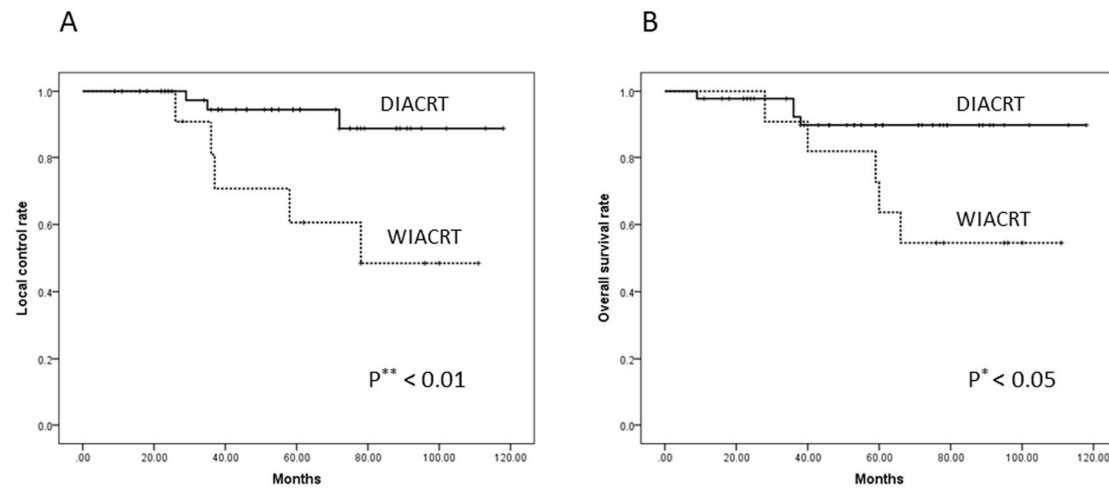 A
Local control rate
1.0
0.8
0.6
0.4
0.2
0.0
DIACRT
WIACRT
P** < 0.01
.00 20.00 40.00 60.00 80.00 100.00 120.00
Months
B
Overall survival rate
1.0
0.8
0.6
0.4
0.2
0.0
DIACRT
WIACRT
P* < 0.05
.00 20.00 40.00 60.00 80.00 100.00 120.00
Months